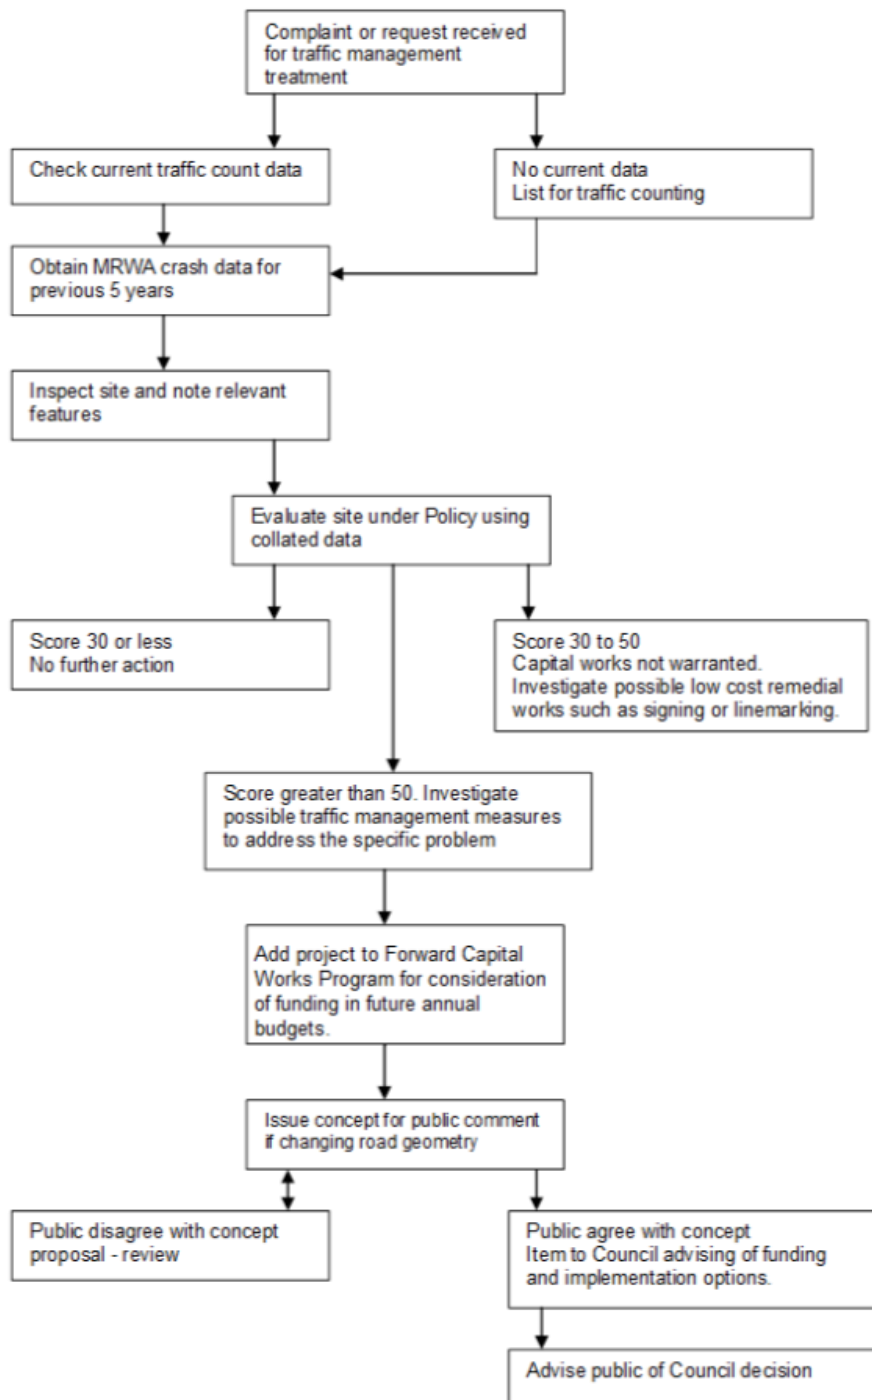 Complaint or request received
for traffic management
treatment
Check current traffic count data
No current data
List for traffic counting
Obtain MRWA crash data for
previous 5 years
Inspect site and note relevant
features
Evaluate site under Policy using
collated data
Score 30 or less
No further action
Score 30 to 50
Capital works not warranted.
Investigate possible low cost remedial
works such as signing or linemarking.
Score greater than 50. Investigate
possible traffic management measures
to address the specific problem
Add project to Forward Capital
Works Program for consideration
of funding in future annual
budgets.
Issue concept for public comment
if changing road geometry
Public disagree with concept
proposal - review
Public agree with concept
Item to Council advising of funding
and implementation options.
Advise public of Council decision